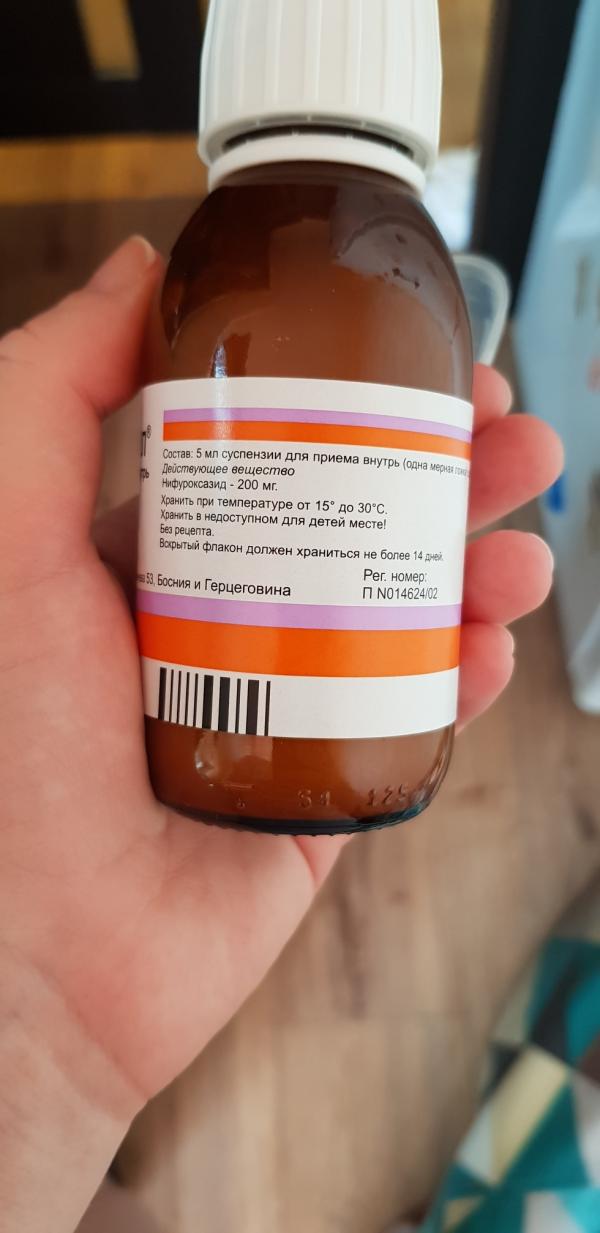 Состав: 5 мл суспензии для приема внутрь (одна мерная
Действующее вещество
Нифуроксазид - 200 мг.
Хранить при температуре от 15° до 30°С.
Хранить в недоступном для детей месте!
Без рецепта.
Вскрытый флакон должен храниться не более 14 дней.
53, Босния и Герцеговина
Рег. номер:
П N014624/02